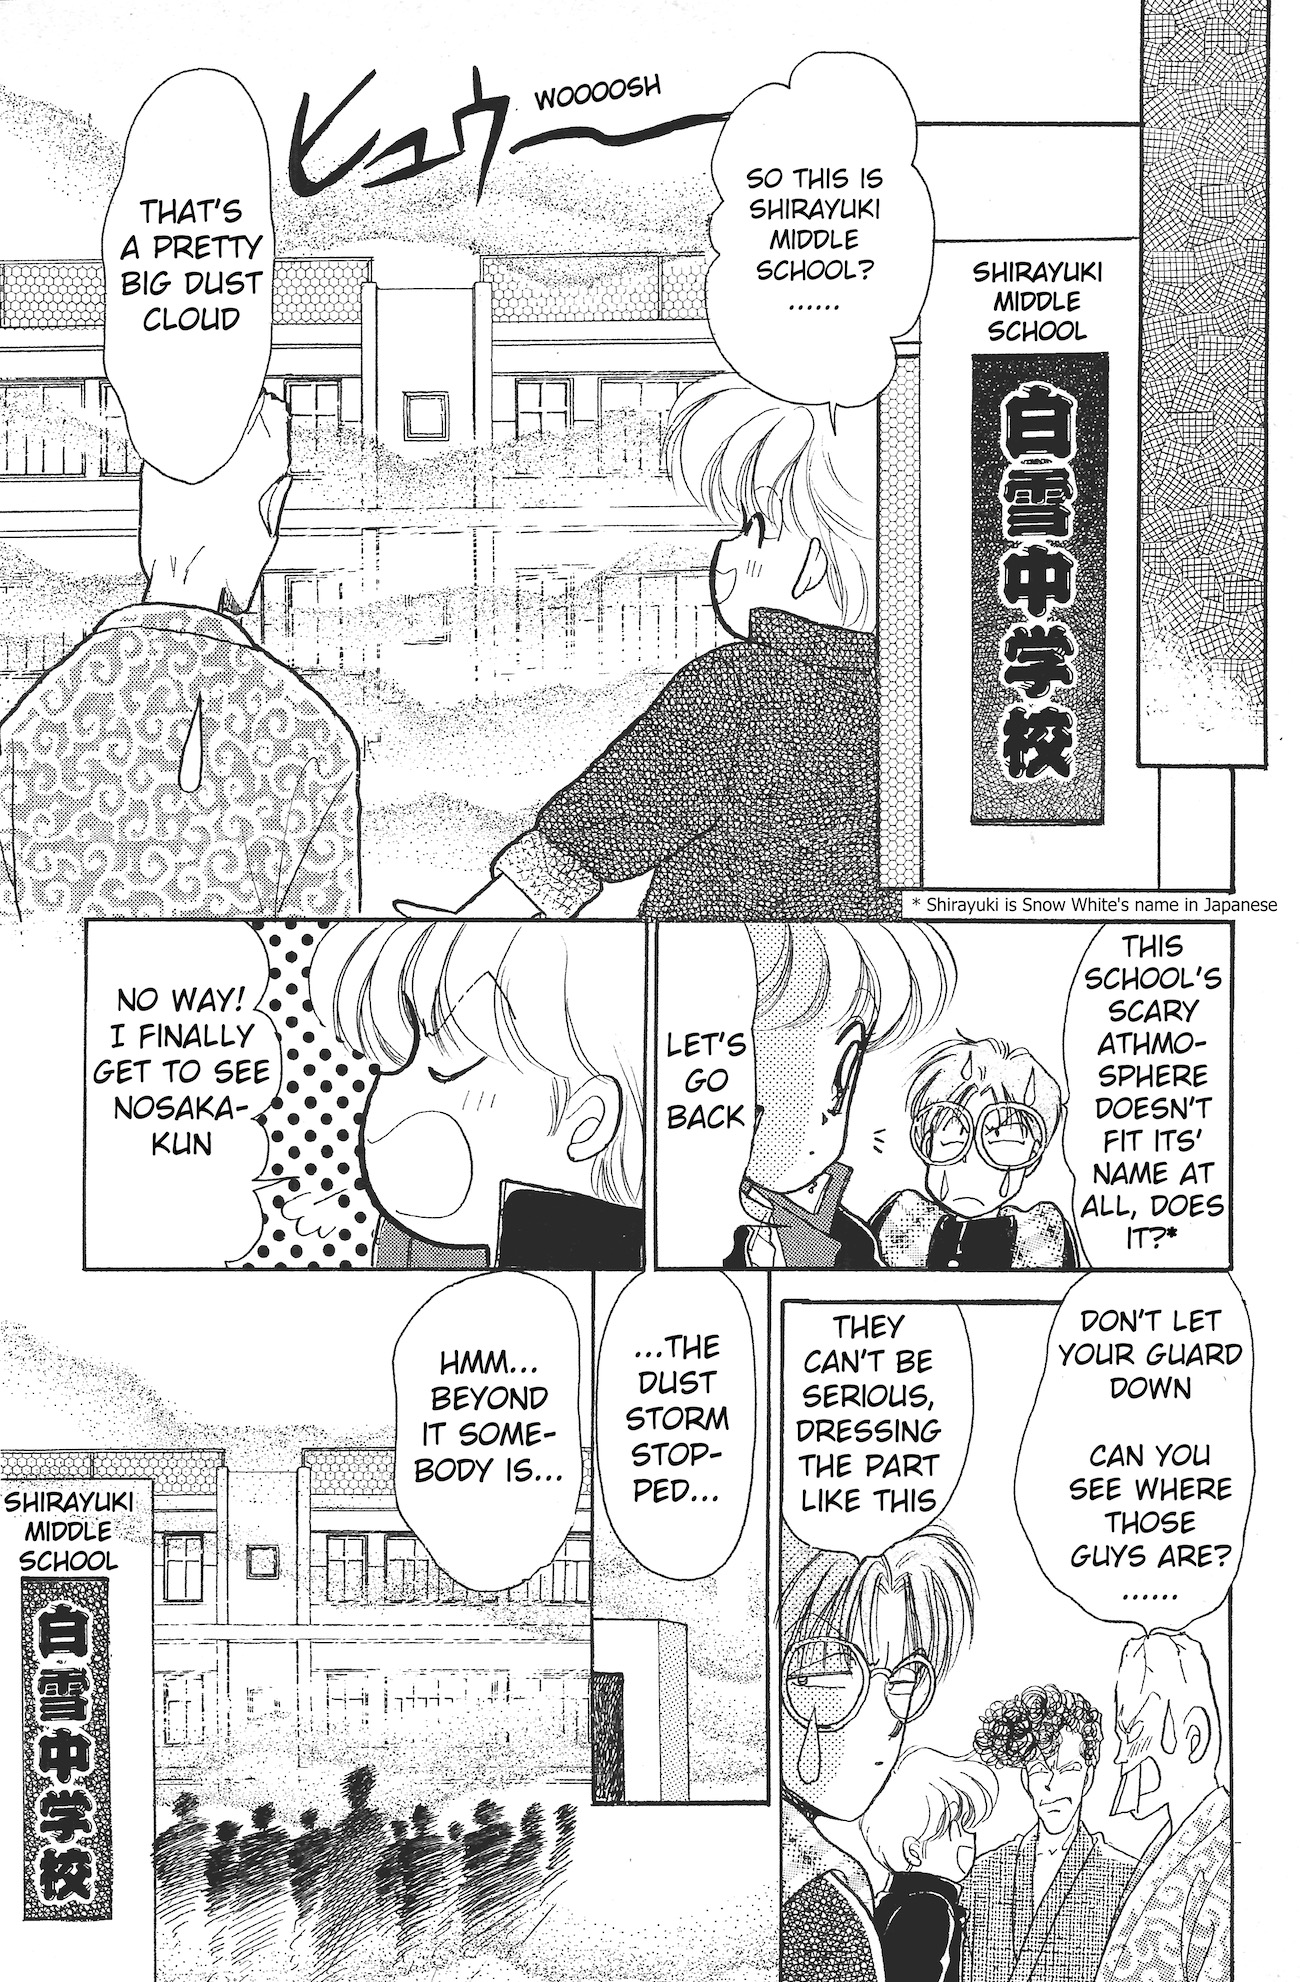 SHIRAYUKI
MIDDLE
SCHOOL
白雪中学校
SO THIS IS
SHIRAYUKI
MIDDLE
SCHOOL?
......
WOOOOSH
ヒュウー
THAT'S
A PRETTY
BIG DUST
CLOUD
* Shirayuki is Snow White's name in Japanese
THIS
SCHOOL'S
SCARY
ATHMO-
SPHERE
DOESN'T
FIT ITS'
NAME AT
ALL, DOES
IT?*
LET'S
GO
BACK
NO WAY!
I FINALLY
GET TO SEE
NOSAKA-
KUN
DON'T LET
YOUR GUARD
DOWN
CAN YOU
SEE WHERE
THOSE
GUYS ARE?
......
THEY
CAN'T BE
SERIOUS,
DRESSING
THE PART
LIKE THIS
...THE
DUST
STORM
STOP-
PED...
HMM...
BEYOND
IT SOME-
BODY IS...
SHIRAYUKI
MIDDLE
SCHOOL
白雪中学校